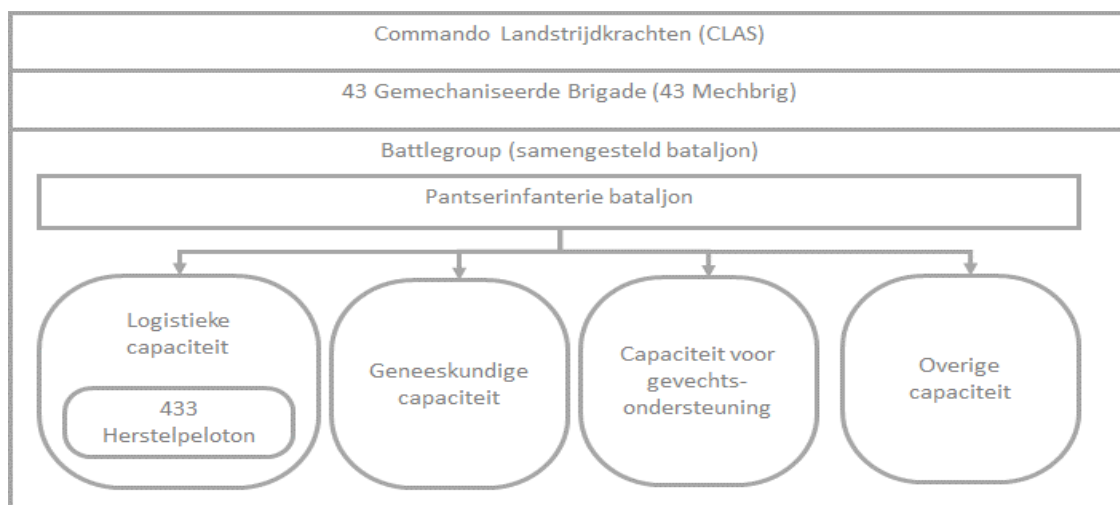 Commando Landstrijdkrachten (CLAS)
43 Gemechaniseerde Brigade (43 Mechbrig)
Battlegroup (samengesteld bataljon)
Pantserinfanterie bataljon
Logistieke
capaciteit
433
Herstelpeloton
Geneeskundige
capaciteit
Capaciteit voor
gevechts-
ondersteuning
Overige
capaciteit